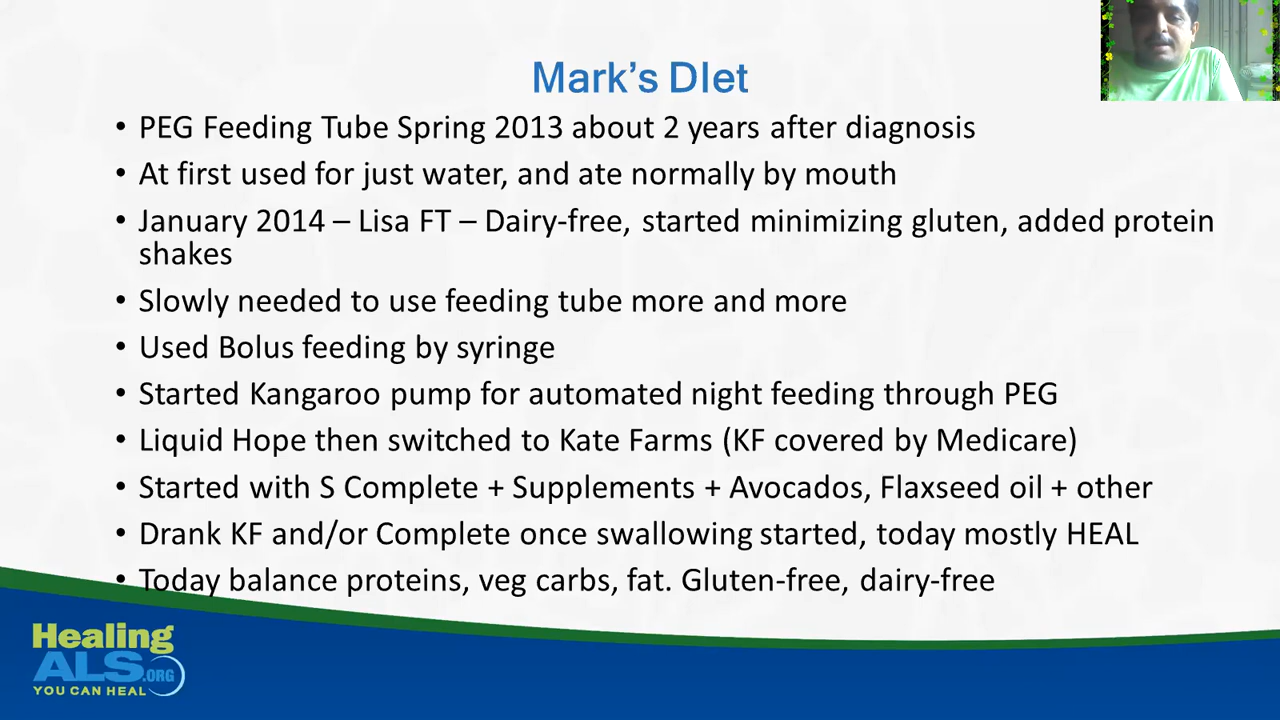 Mark's DIet
• PEG Feeding Tube Spring 2013 about 2 years after diagnosis
• At first used for just water, and ate normally by mouth
• January 2014 – Lisa FT – Dairy-free, started minimizing gluten, added protein
shakes
• Slowly needed to use feeding tube more and more
• Used Bolus feeding by syringe
• Started Kangaroo pump for automated night feeding through PEG
• Liquid Hope then switched to Kate Farms (KF covered by Medicare)
• Started with S Complete + Supplements + Avocados, Flaxseed oil + other
• Drank KF and/or Complete once swallowing started, today mostly HEAL
• Today balance proteins, veg carbs, fat. Gluten-free, dairy-free
Healing
ALS.ORG
YOU CAN HEAL